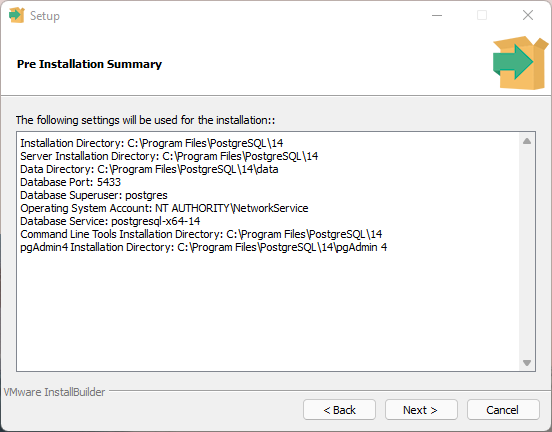 Setup
Pre Installation Summary
The following settings will be used for the installation::
Installation Directory: C:\Program Files\PostgreSQL\14
Server Installation Directory: C:\Program Files\PostgreSQL\14
Data Directory: C:\Program Files\PostgreSQL\14\data
Database Port: 5433
Database Superuser: postgres
Operating System Account: NT AUTHORITY\NetworkService
Database Service: postgresql-x64-14
Command Line Tools Installation Directory: C:\Program Files\PostgreSQL\14
pgAdmin4 Installation Directory: C:\Program Files\PostgreSQL\14\pgAdmin 4
VMware InstallBuilder
< Back
Next >
Cancel